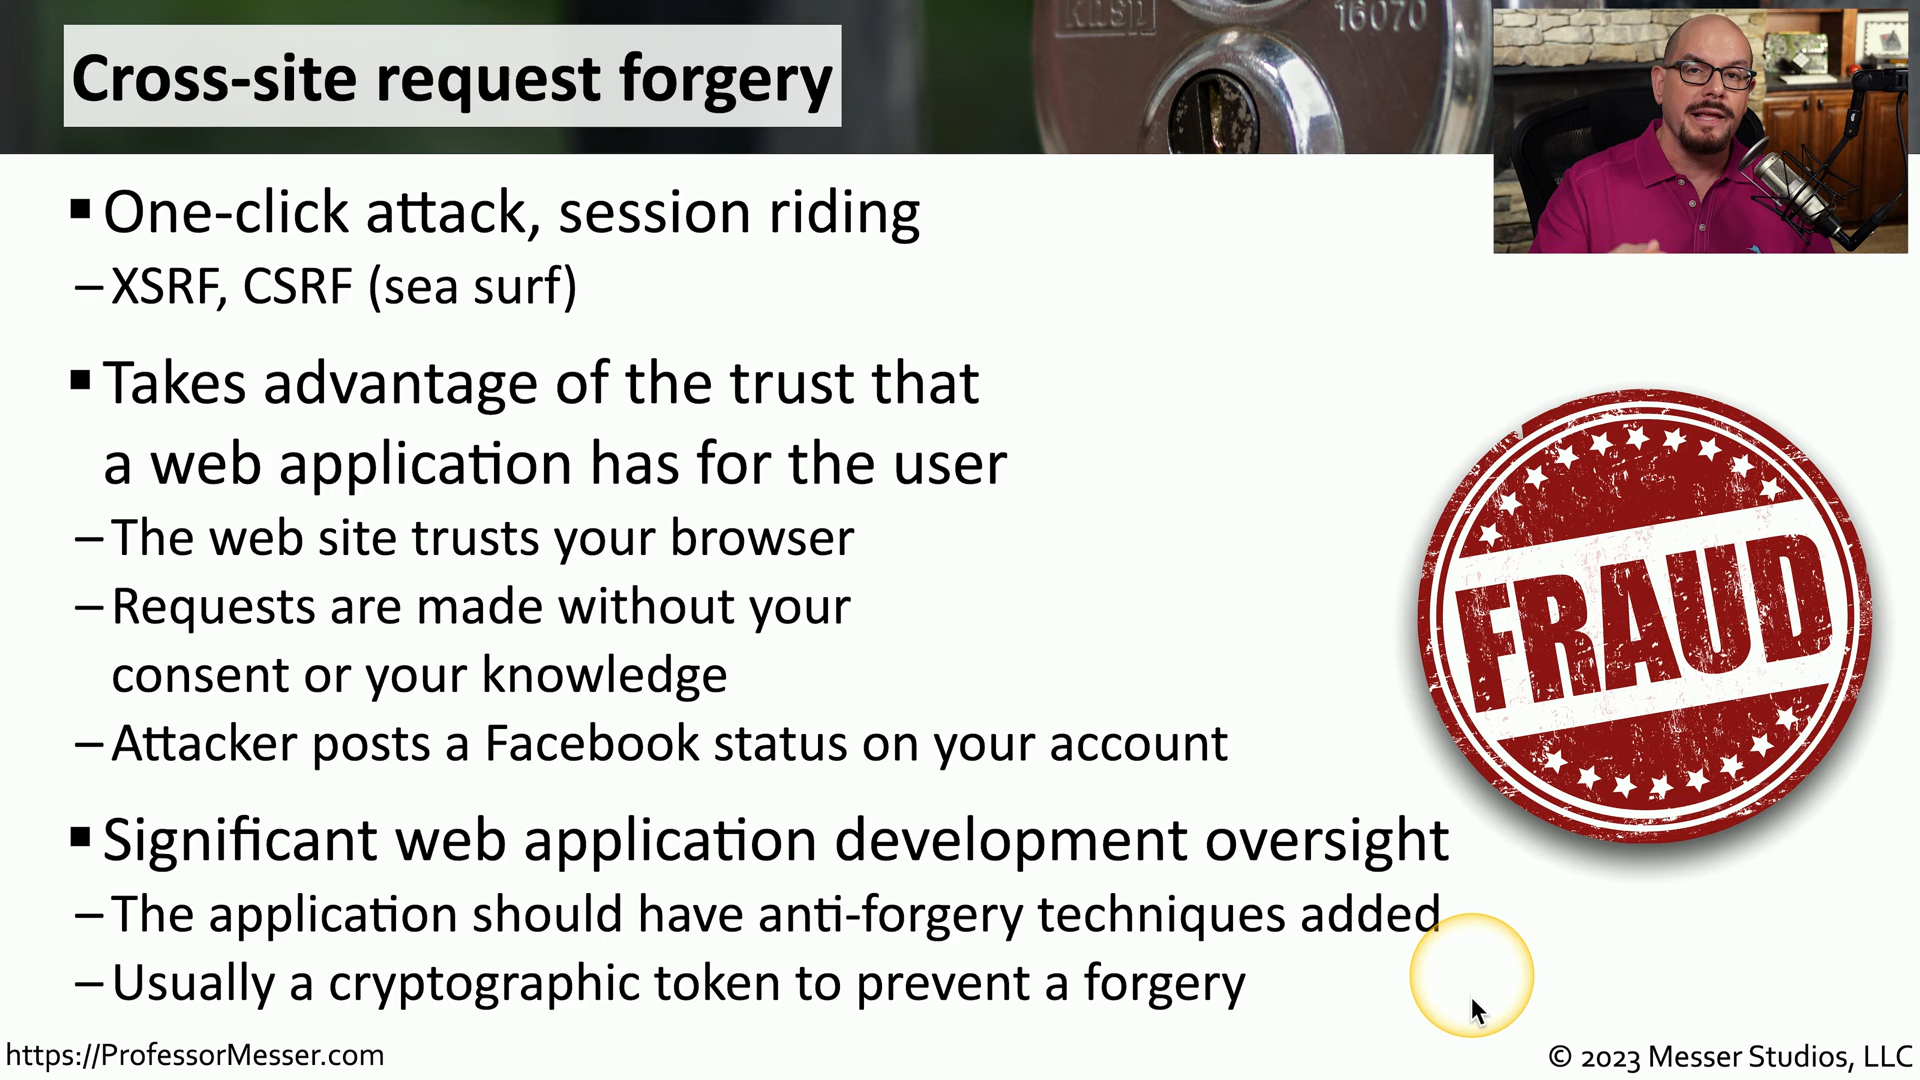 Kasp
16070
Cross-site request forgery
▪ One-click attack, session riding
– XSRF, CSRF (sea surf)
▪ Takes advantage of the trust that
a web application has for the user
– The web site trusts your browser
– Requests are made without your
consent or your knowledge
– Attacker posts a Facebook status on your account
FRAUD
▪ Significant web application development oversight
– The application should have anti-forgery techniques added
– Usually a cryptographic token to prevent a forgery
https://ProfessorMesser.com
© 2023 Messer Studios, LLC